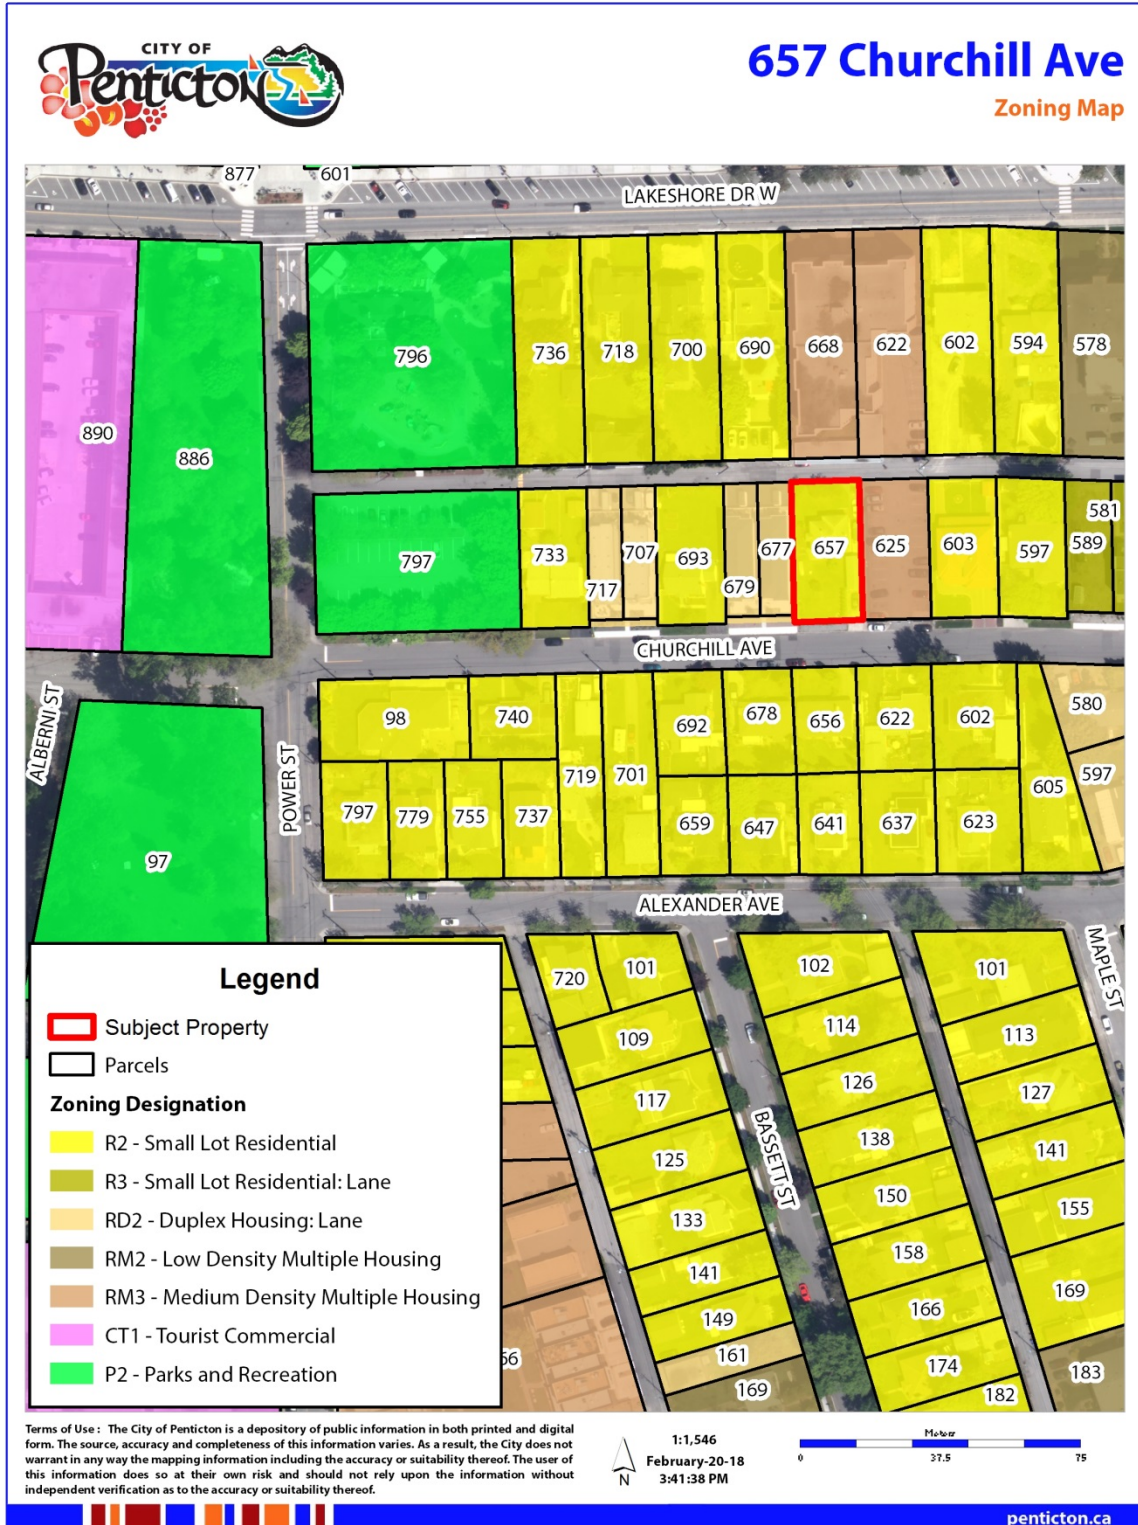 CITY OF
Penticton
657 Churchill Ave
Zoning Map
877
601
LAKESHORE DR W
890
886
796
736
718
700
690
668
622
602
594
578
797
733
717
707
693
679
677
657
625
603
597
589
581
CHURCHILL AVE
ALBERNI ST
POWER ST
98
740
719
701
692
678
656
622
602
605
580
597
797
779
755
737
659
647
641
637
623
97
ALEXANDER AVE
MAPLE ST
BASSETT ST
720
101
109
117
125
133
141
149
161
169
102
114
126
138
150
158
166
174
182
101
113
127
141
155
169
183
66
Legend
Subject Property
Parcels
Zoning Designation
R2 - Small Lot Residential
R3 - Small Lot Residential: Lane
RD2 - Duplex Housing: Lane
RM2 - Low Density Multiple Housing
RM3 - Medium Density Multiple Housing
CT1 - Tourist Commercial
P2 - Parks and Recreation
Terms of Use : The City of Penticton is a depository of public information in both printed and digital
form. The source, accuracy and completeness of this information varies. As a result, the City does not
warrant in any way the mapping information including the accuracy or suitability thereof. The user of
this information does so at their own risk and should not rely upon the information without
independent verification as to the accuracy or suitability thereof.
N
1:1,546
February-20-18
3:41:38 PM
Meters
0 37.5 75
penticton.ca